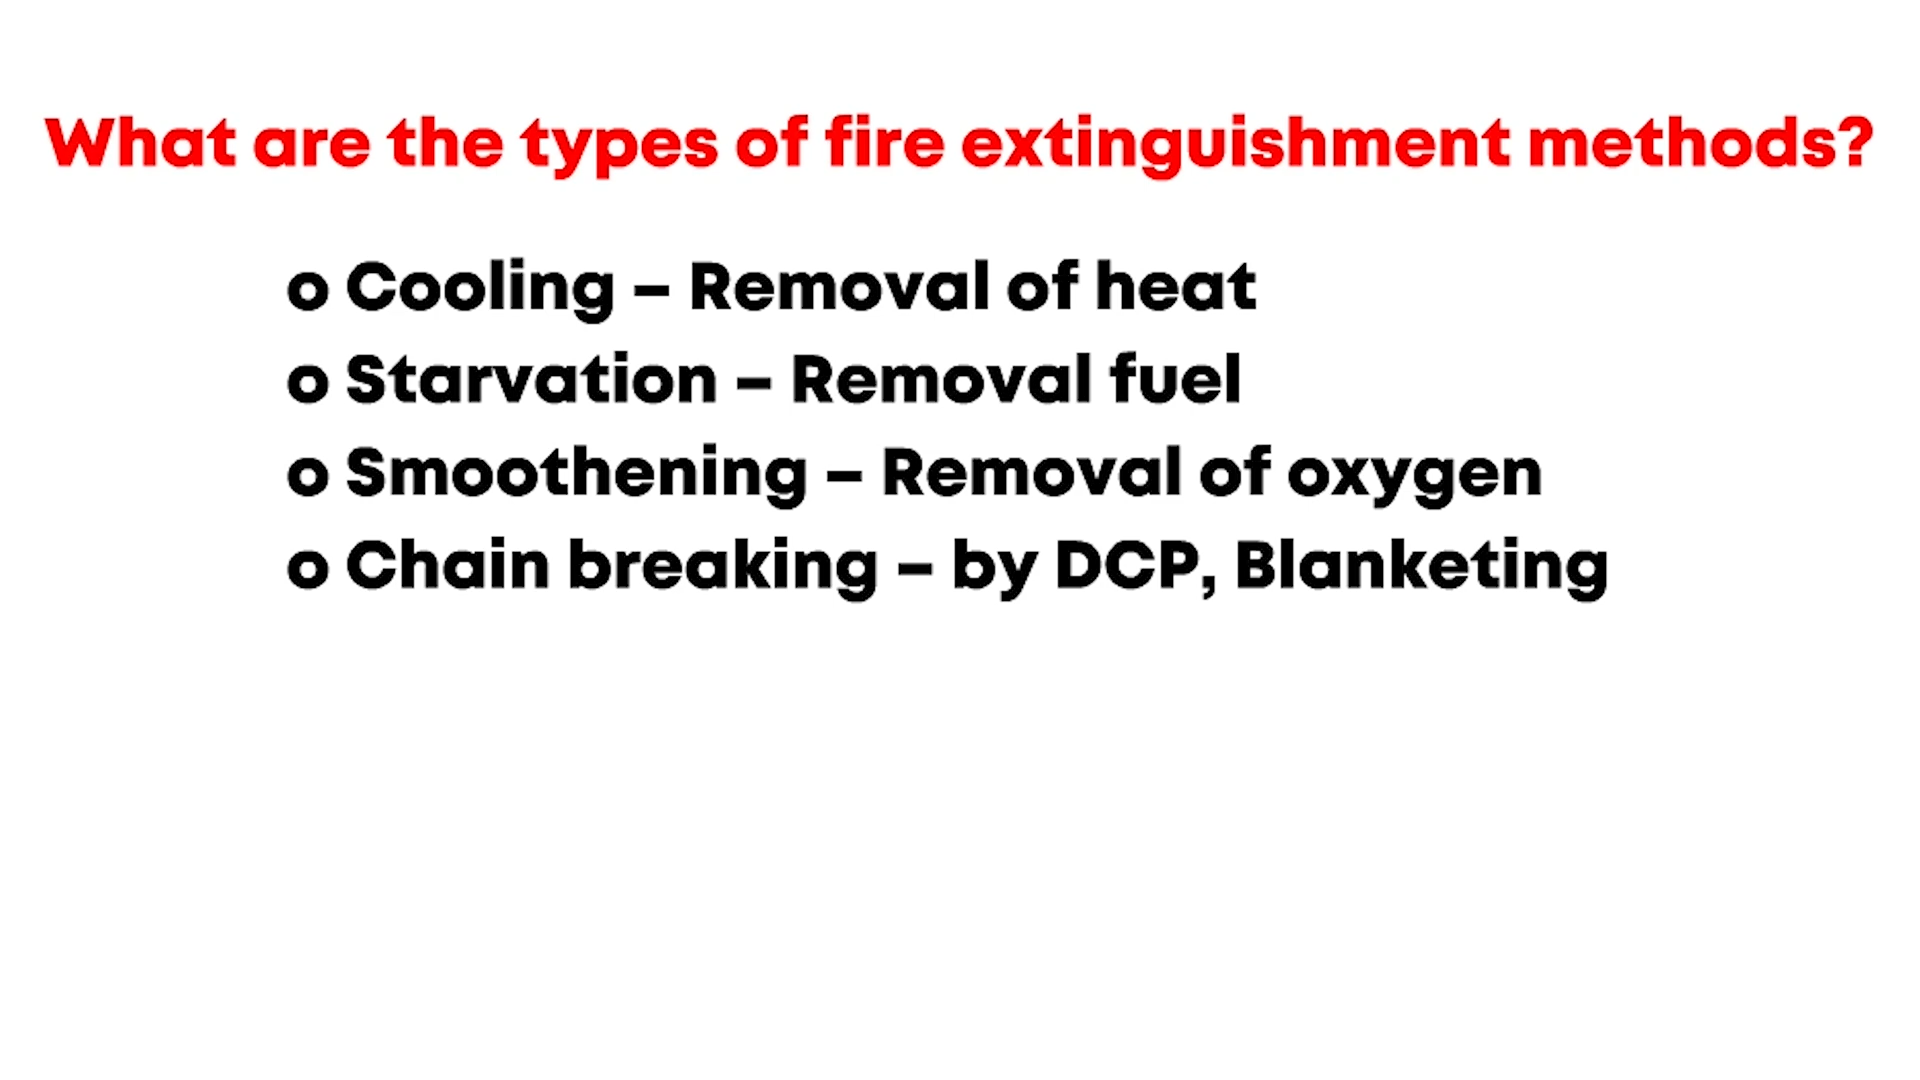 What are the types of fire extinguishment methods?
o Cooling – Removal of heat
o Starvation – Removal fuel
o Smoothening – Removal of oxygen
o Chain breaking – by DCP, Blanketing